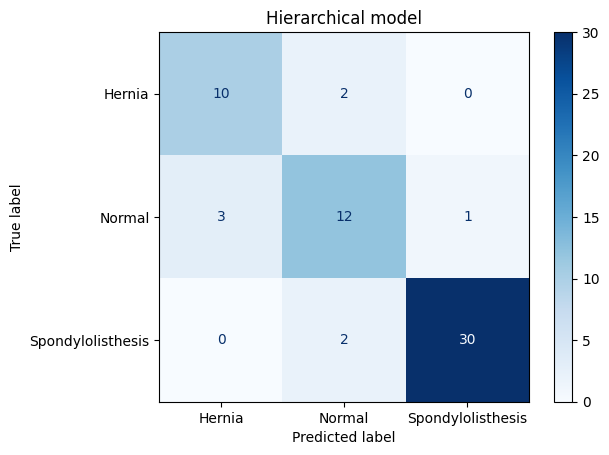 Hierarchical model
30
25
20
15
10
5
0
True label
Hernia
10 2 0
Normal
3 12 1
Spondylolisthesis
0 2 30
Hernia Normal Spondylolisthesis
Predicted label